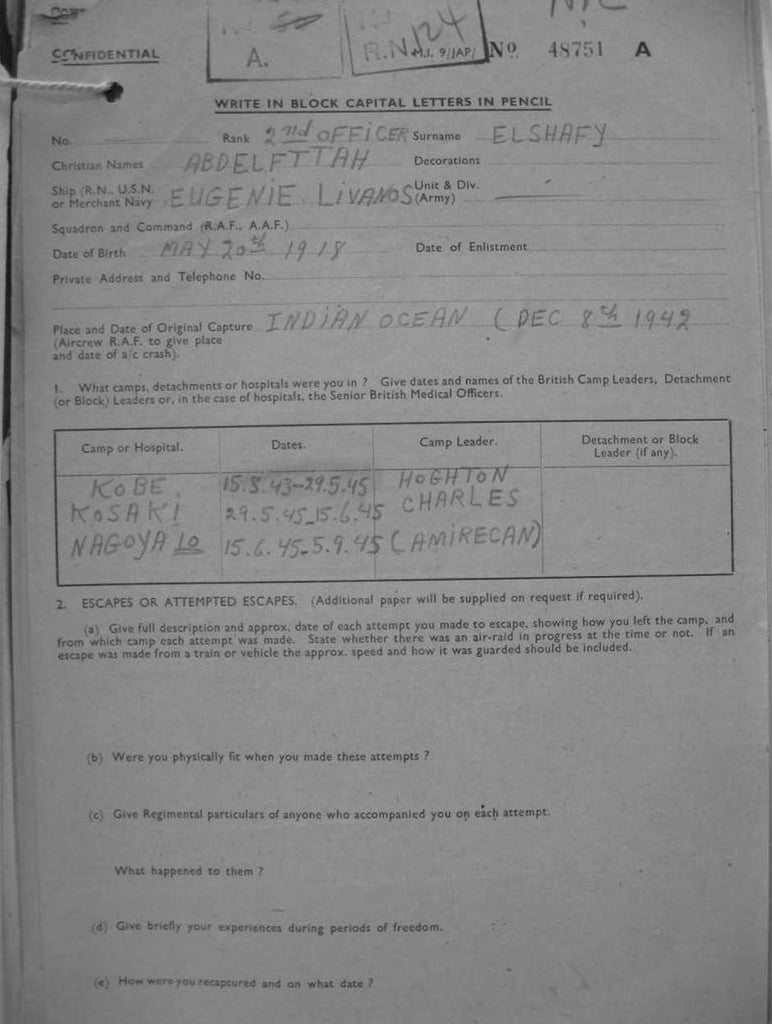 CONFIDENTIAL A. R.N. 124 M.I. 9/JAP/ No 48751 A
WRITE IN BLOCK CAPITAL LETTERS IN PENCIL
No. Rank 2nd OFFICER Surname ELSHAFY
Christian Names ABDELFTTAH Decorations
Ship (R.N., U.S.N. or Merchant Navy EUGENIE LIVANOS Unit & Div. (Army)
Squadron and Command (R.A.F., A.A.F.)
Date of Birth MAY 20th 1918 Date of Enlistment
Private Address and Telephone No.
Place and Date of Original Capture INDIAN OCEAN ( DEC 8th 1942
(Aircrew R.A.F. to give place
and date of a/c crash).
1. What camps, detachments or hospitals were you in ? Give dates and names of the British Camp Leaders, Detachment
(or Block) Leaders or, in the case of hospitals, the Senior British Medical Officers.
Camp or Hospital. Dates. Camp Leader. Detachment or Block Leader (if any).
KOBE. 15.3.43-29.5.45 HOGHTON
KOSAKI 29.5.45_15.6.45 CHARLES
NAGOYA 10 15.6.45-5.9.45 (AMIRECAN)
2. ESCAPES OR ATTEMPTED ESCAPES. (Additional paper will be supplied on request if required).
(a) Give full description and approx. date of each attempt you made to escape, showing how you left the camp, and
from which camp each attempt was made. State whether there was an air-raid in progress at the time or not. If an
escape was made from a train or vehicle the approx. speed and how it was guarded should be included.
(b) Were you physically fit when you made these attempts ?
(c) Give Regimental particulars of anyone who accompanied you on each attempt.
What happened to them ?
(d) Give briefly your experiences during periods of freedom.
(e) How were you recaptured and on what date ?